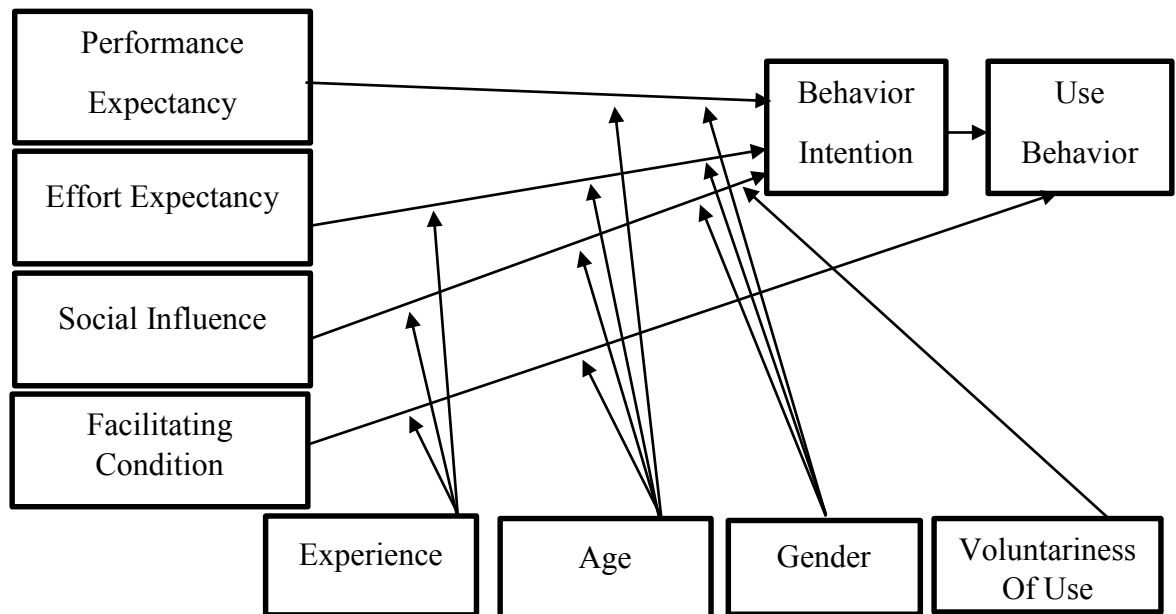 Performance
Expectancy
Behavior
Intention
Use
Behavior
Effort Expectancy
Social Influence
Facilitating
Condition
Experience
Age
Gender
Voluntariness
Of Use